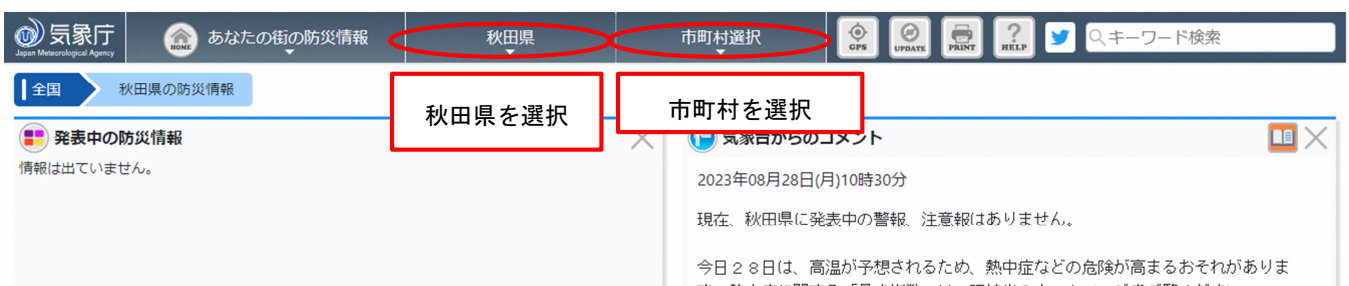 気象庁
Japan Meteorological Agency
HOME
あなたの街の防災情報
秋田県
市町村選択
GPS
UPDATE
PRINT
HELP
キーワード検索
全国
秋田県の防災情報
秋田県を選択
市町村を選択
発表中の防災情報
情報は出ていません。
気象台からのコメント
2023年08月28日(月)10時30分
現在、秋田県に発表中の警報、注意報はありません。
今日28日は、高温が予想されるため、熱中症などの危険が高まるおそれがありま